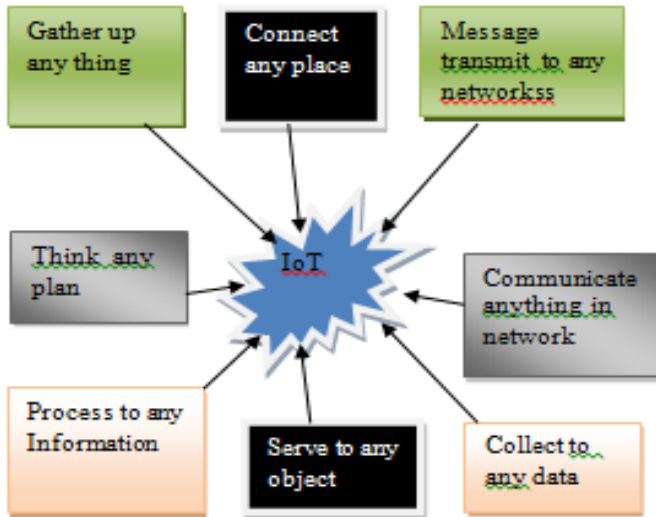 Gather up
any thing
Connect
any place
Message
transmit to any
networkss
Think any
plan
IoT
Communicate
anything in
network
Process to any
Information
Serve to any
object
Collect to
any data